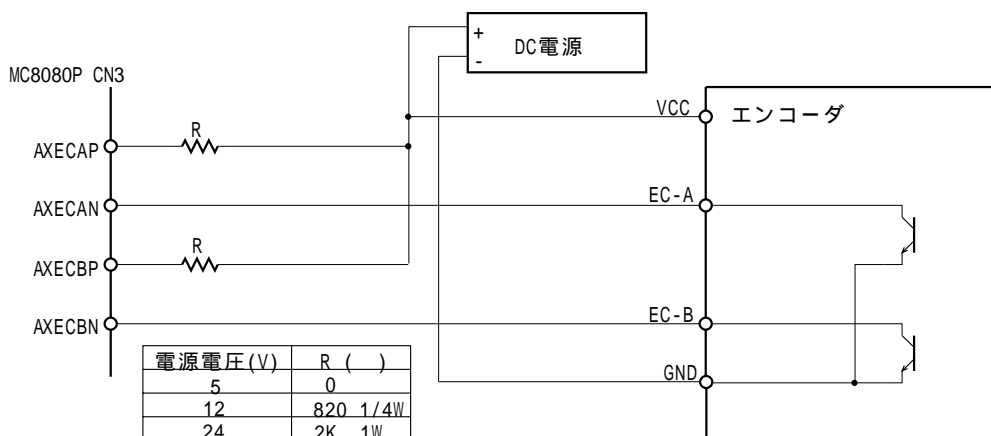 +
DC電源
-
MC8080P CN3
VCC
エンコーダ
R
AXECAP
EC-A
AXECAN
R
AXECBP
EC-B
AXECBN
GND
電源電圧(V) R ( )
5 0
12 820 1/4W
24 2K 1W